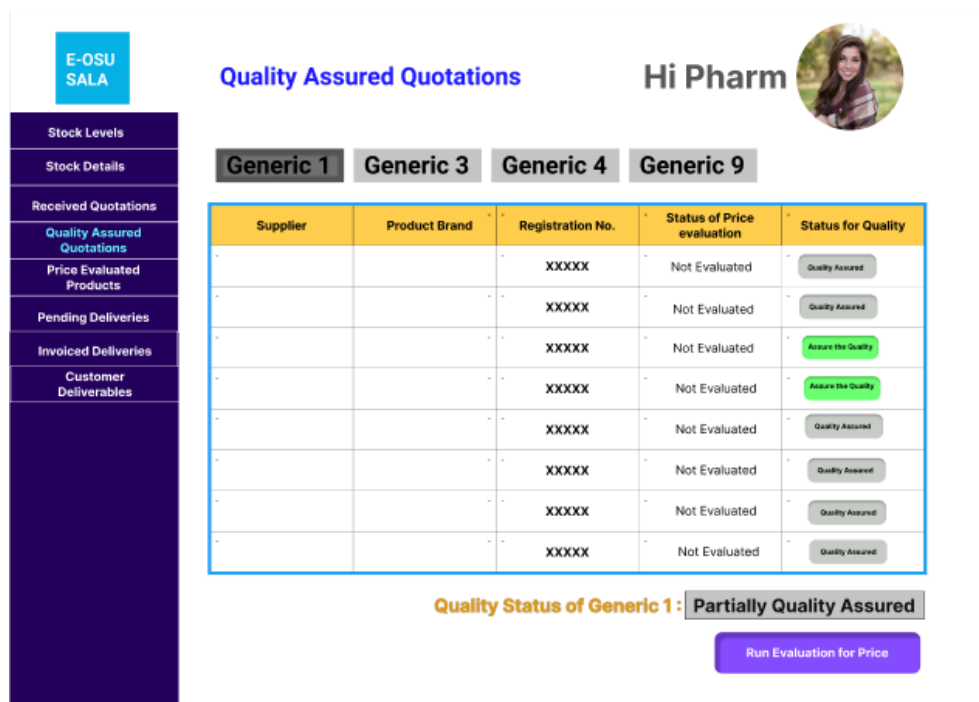 E-OSU
SALA
Quality Assured Quotations
Hi Pharm
Stock Levels
Stock Details
Received Quotations
Quality Assured
Quotations
Price Evaluated
Products
Pending Deliveries
Invoiced Deliveries
Customer
Deliverables
Generic 1 Generic 3 Generic 4 Generic 9
Supplier Product Brand Registration No. Status of Price evaluation Status for Quality
XXXXX Not Evaluated Quality Assured
XXXXX Not Evaluated Quality Assured
XXXXX Not Evaluated Assure the Quality
XXXXX Not Evaluated Assure the Quality
XXXXX Not Evaluated Quality Assured
XXXXX Not Evaluated Quality Assured
XXXXX Not Evaluated Quality Assured
XXXXX Not Evaluated Quality Assured
Quality Status of Generic 1 : Partially Quality Assured
Run Evaluation for Price